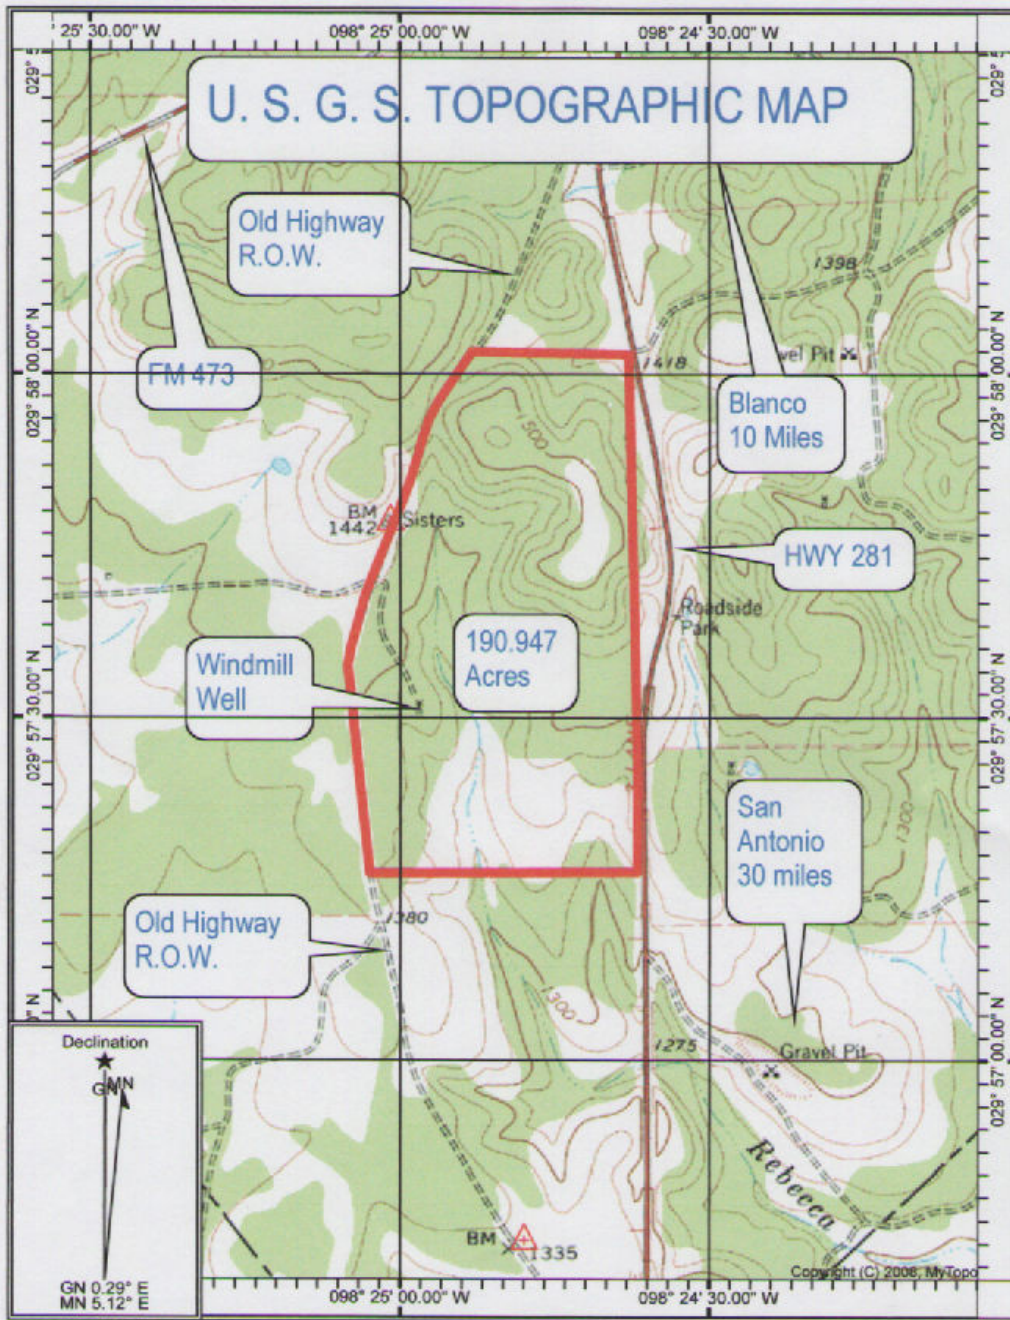 25' 30.00" W
098° 25' 00.00" W
098° 24' 30.00" W
029°
029° 5
U. S. G. S. TOPOGRAPHIC MAP
Old Highway
R.O.W.
1398
029° 58' 00.00" N
029° 58' 00.00" N
FM 473
1418
vel Pit
Blanco
10 Miles
1500
BM
1442
Sisters
HWY 281
Roadside
Park
190.947
Acres
Windmill
Well
029° 57' 30.00" N
029° 57' 30.00" N
San
Antonio
30 miles
1300
Old Highway
R.O.W.
1380
1300
0" N
1275
Gravel Pit
029° 57' 00.00" N
Declination
GN
MN
Rebecca
BM
1335
GN 0.29° E
MN 5.12° E
Copyright (C) 2008, MyTopo
098° 25' 00.00" W
098° 24' 30.00" W